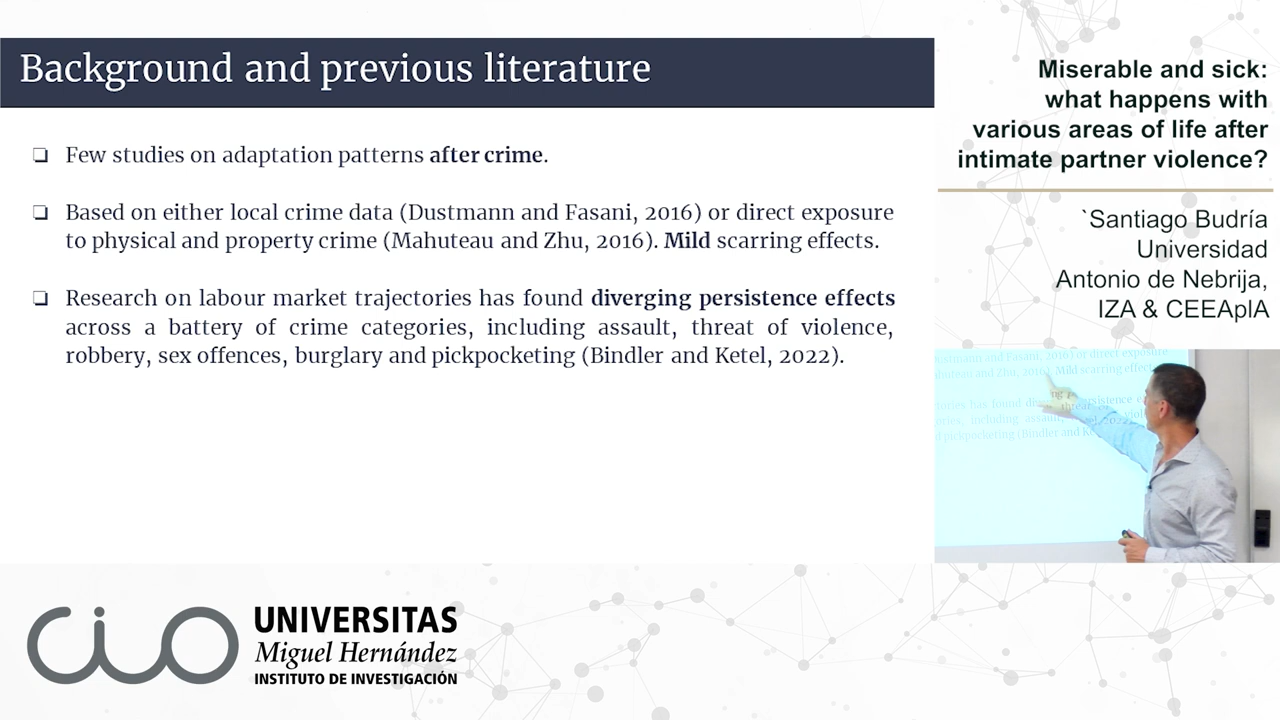 Background and previous literature
Few studies on adaptation patterns after crime.
Based on either local crime data (Dustmann and Fasani, 2016) or direct exposure
to physical and property crime (Mahuteau and Zhu, 2016). Mild scarring effects.
Research on labour market trajectories has found diverging persistence effects
across a battery of crime categories, including assault, threat of violence,
robbery, sex offences, burglary and pickpocketing (Bindler and Ketel, 2022).
Miserable and sick:
what happens with
various areas of life after
intimate partner violence?
`Santiago Budría
Universidad
Antonio de Nebrija,
IZA & CEEAplA
CIO
UNIVERSITAS
Miguel Hernández
INSTITUTO DE INVESTIGACIÓN